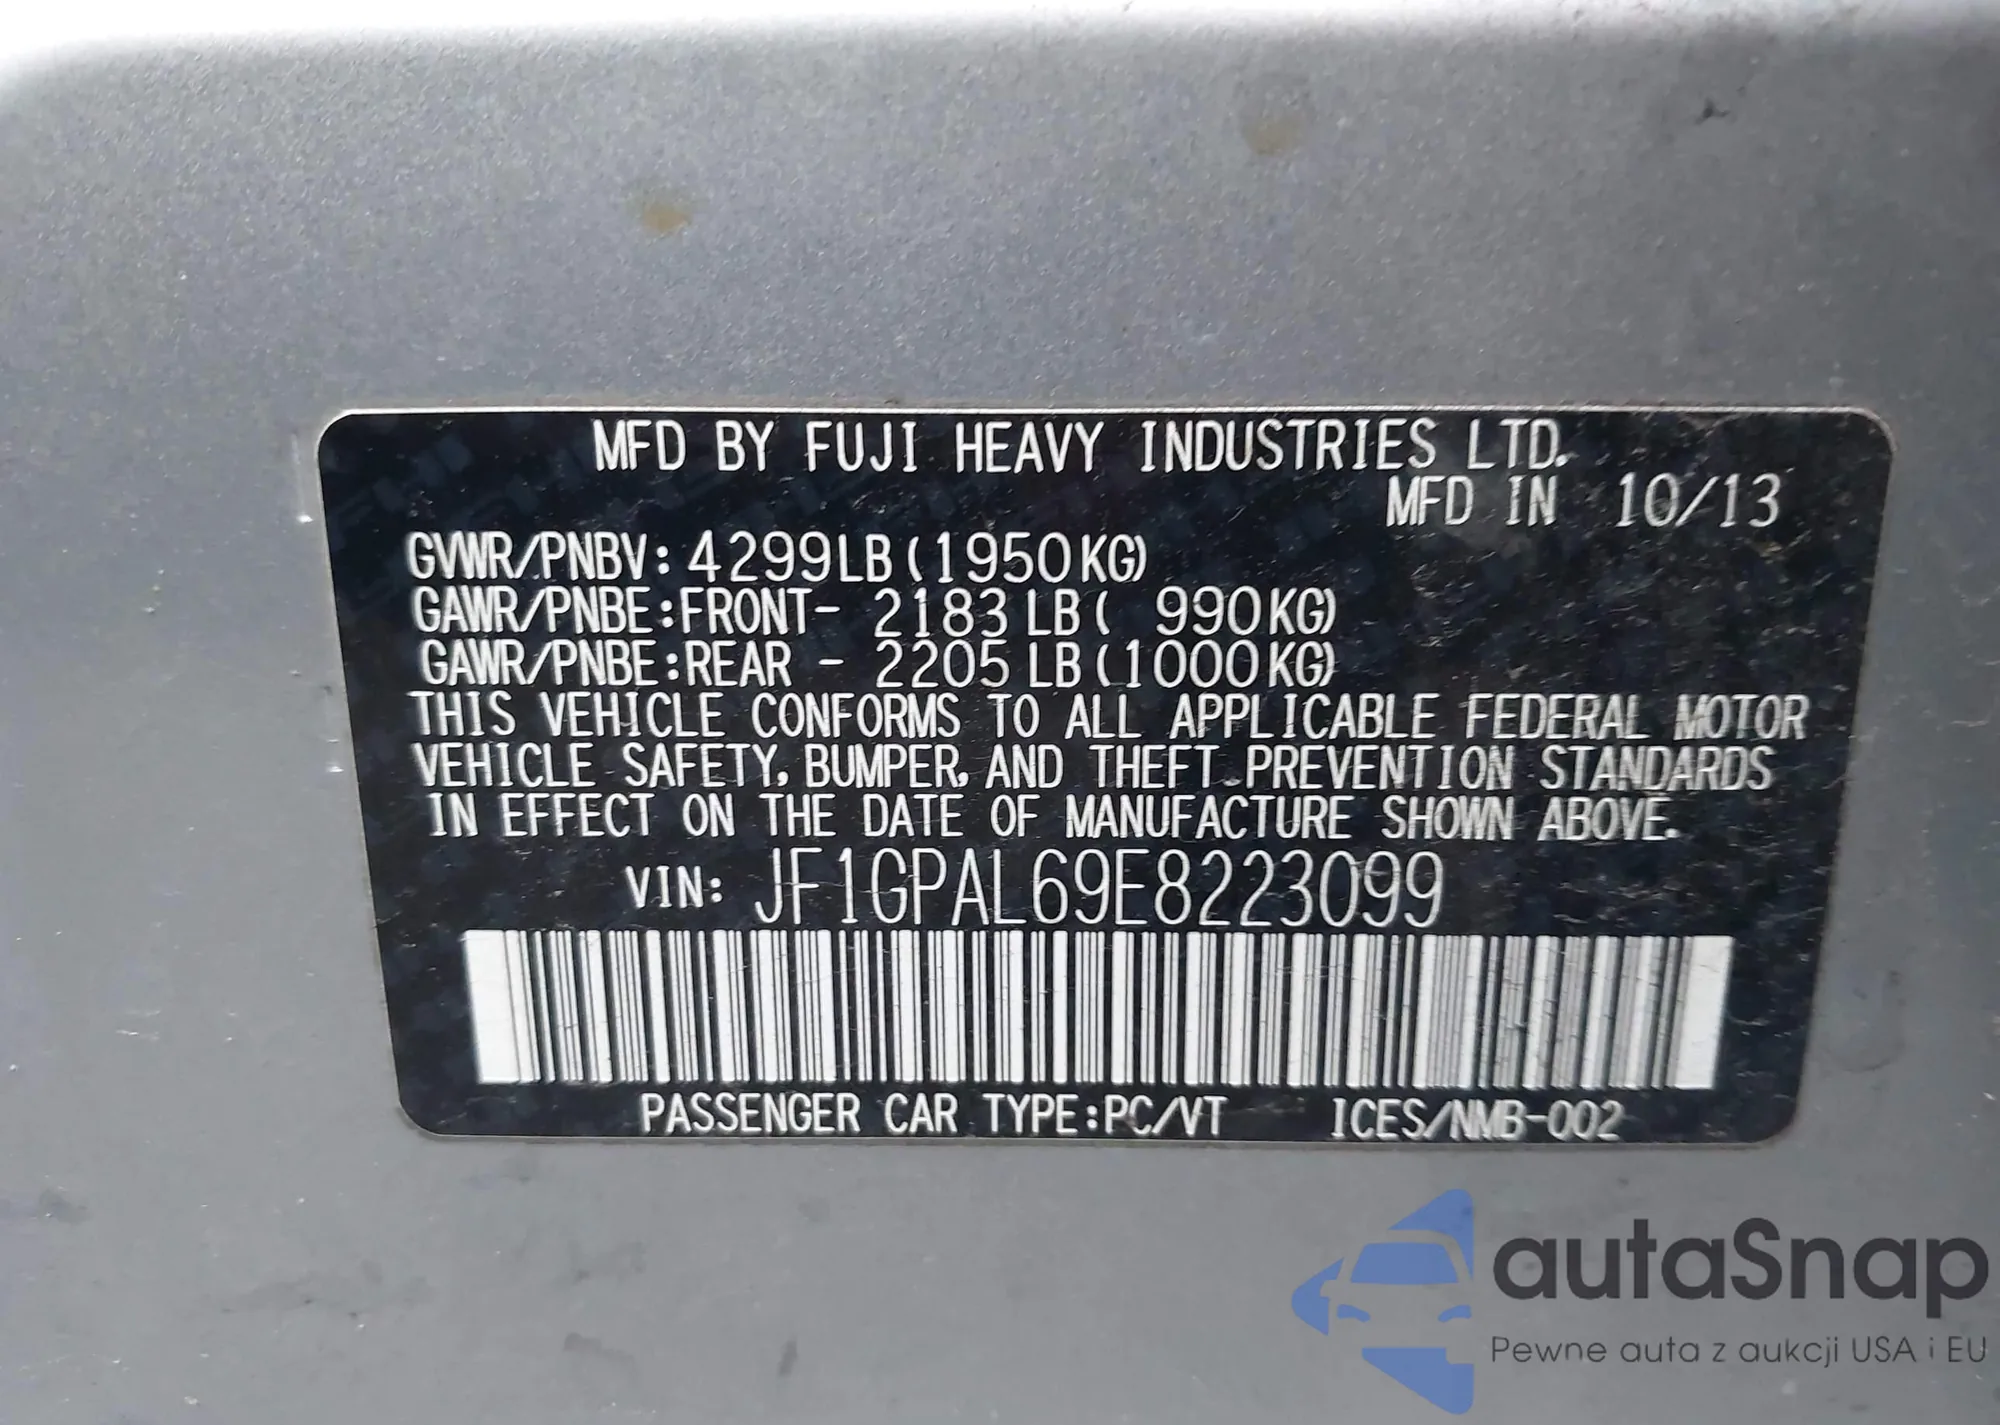 MFD BY FUJI HEAVY INDUSTRIES LTD.
MFD IN 10/13
GVWR/PNBV: 4299LB (1950KG)
GAWR/PNBE:FRONT- 2183 LB ( 990KG)
GAWR/PNBE:REAR - 2205 LB (1000KG)
THIS VEHICLE CONFORMS TO ALL APPLICABLE FEDERAL MOTOR
VEHICLE SAFETY, BUMPER, AND THEFT PREVENTION STANDARDS
IN EFFECT ON THE DATE OF MANUFACTURE SHOWN ABOVE.
VIN: JF1GPAL69E8223099
PASSENGER CAR TYPE:PC/VT ICES/NMB-002
autaSnap
Pewne auta z aukcji USA i EU